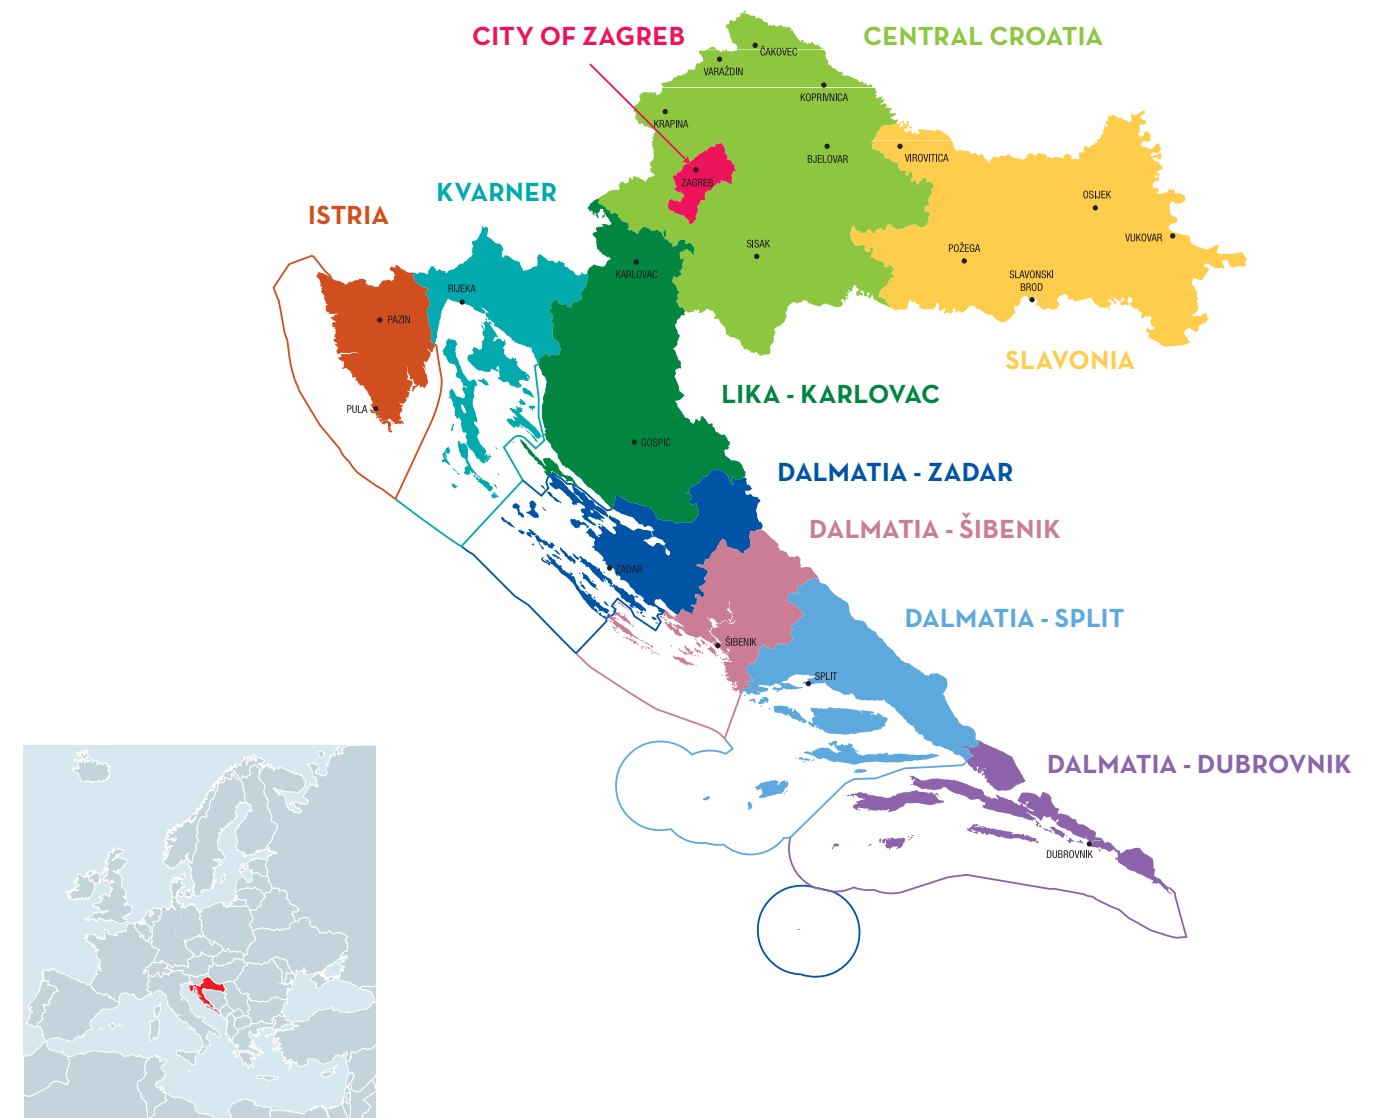 CITY OF ZAGREB
CENTRAL CROATIA
ČAKOVEC
VARAŽDIN
KOPRIVNICA
KRAPINA
BJELOVAR
VIROVITICA
ZAGREB
KVARNER
ISTRIA
OSIJEK
VUKOVAR
SISAK
POŽEGA
KARLOVAC
SLAVONSKI
BROD
RIJEKA
PAZIN
SLAVONIA
LIKA - KARLOVAC
PULA
GOSPIĆ
DALMATIA - ZADAR
DALMATIA - ŠIBENIK
ZADAR
DALMATIA - SPLIT
ŠIBENIK
SPLIT
DALMATIA - DUBROVNIK
DUBROVNIK